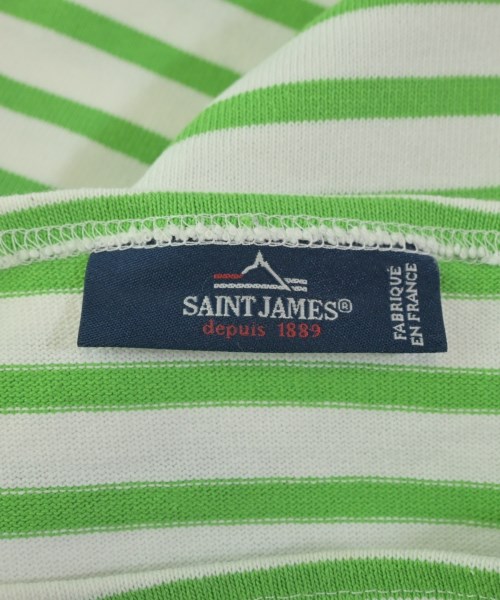 SAINT JAMES®
depuis 1889
FABRIQUÉ
EN FRANCE